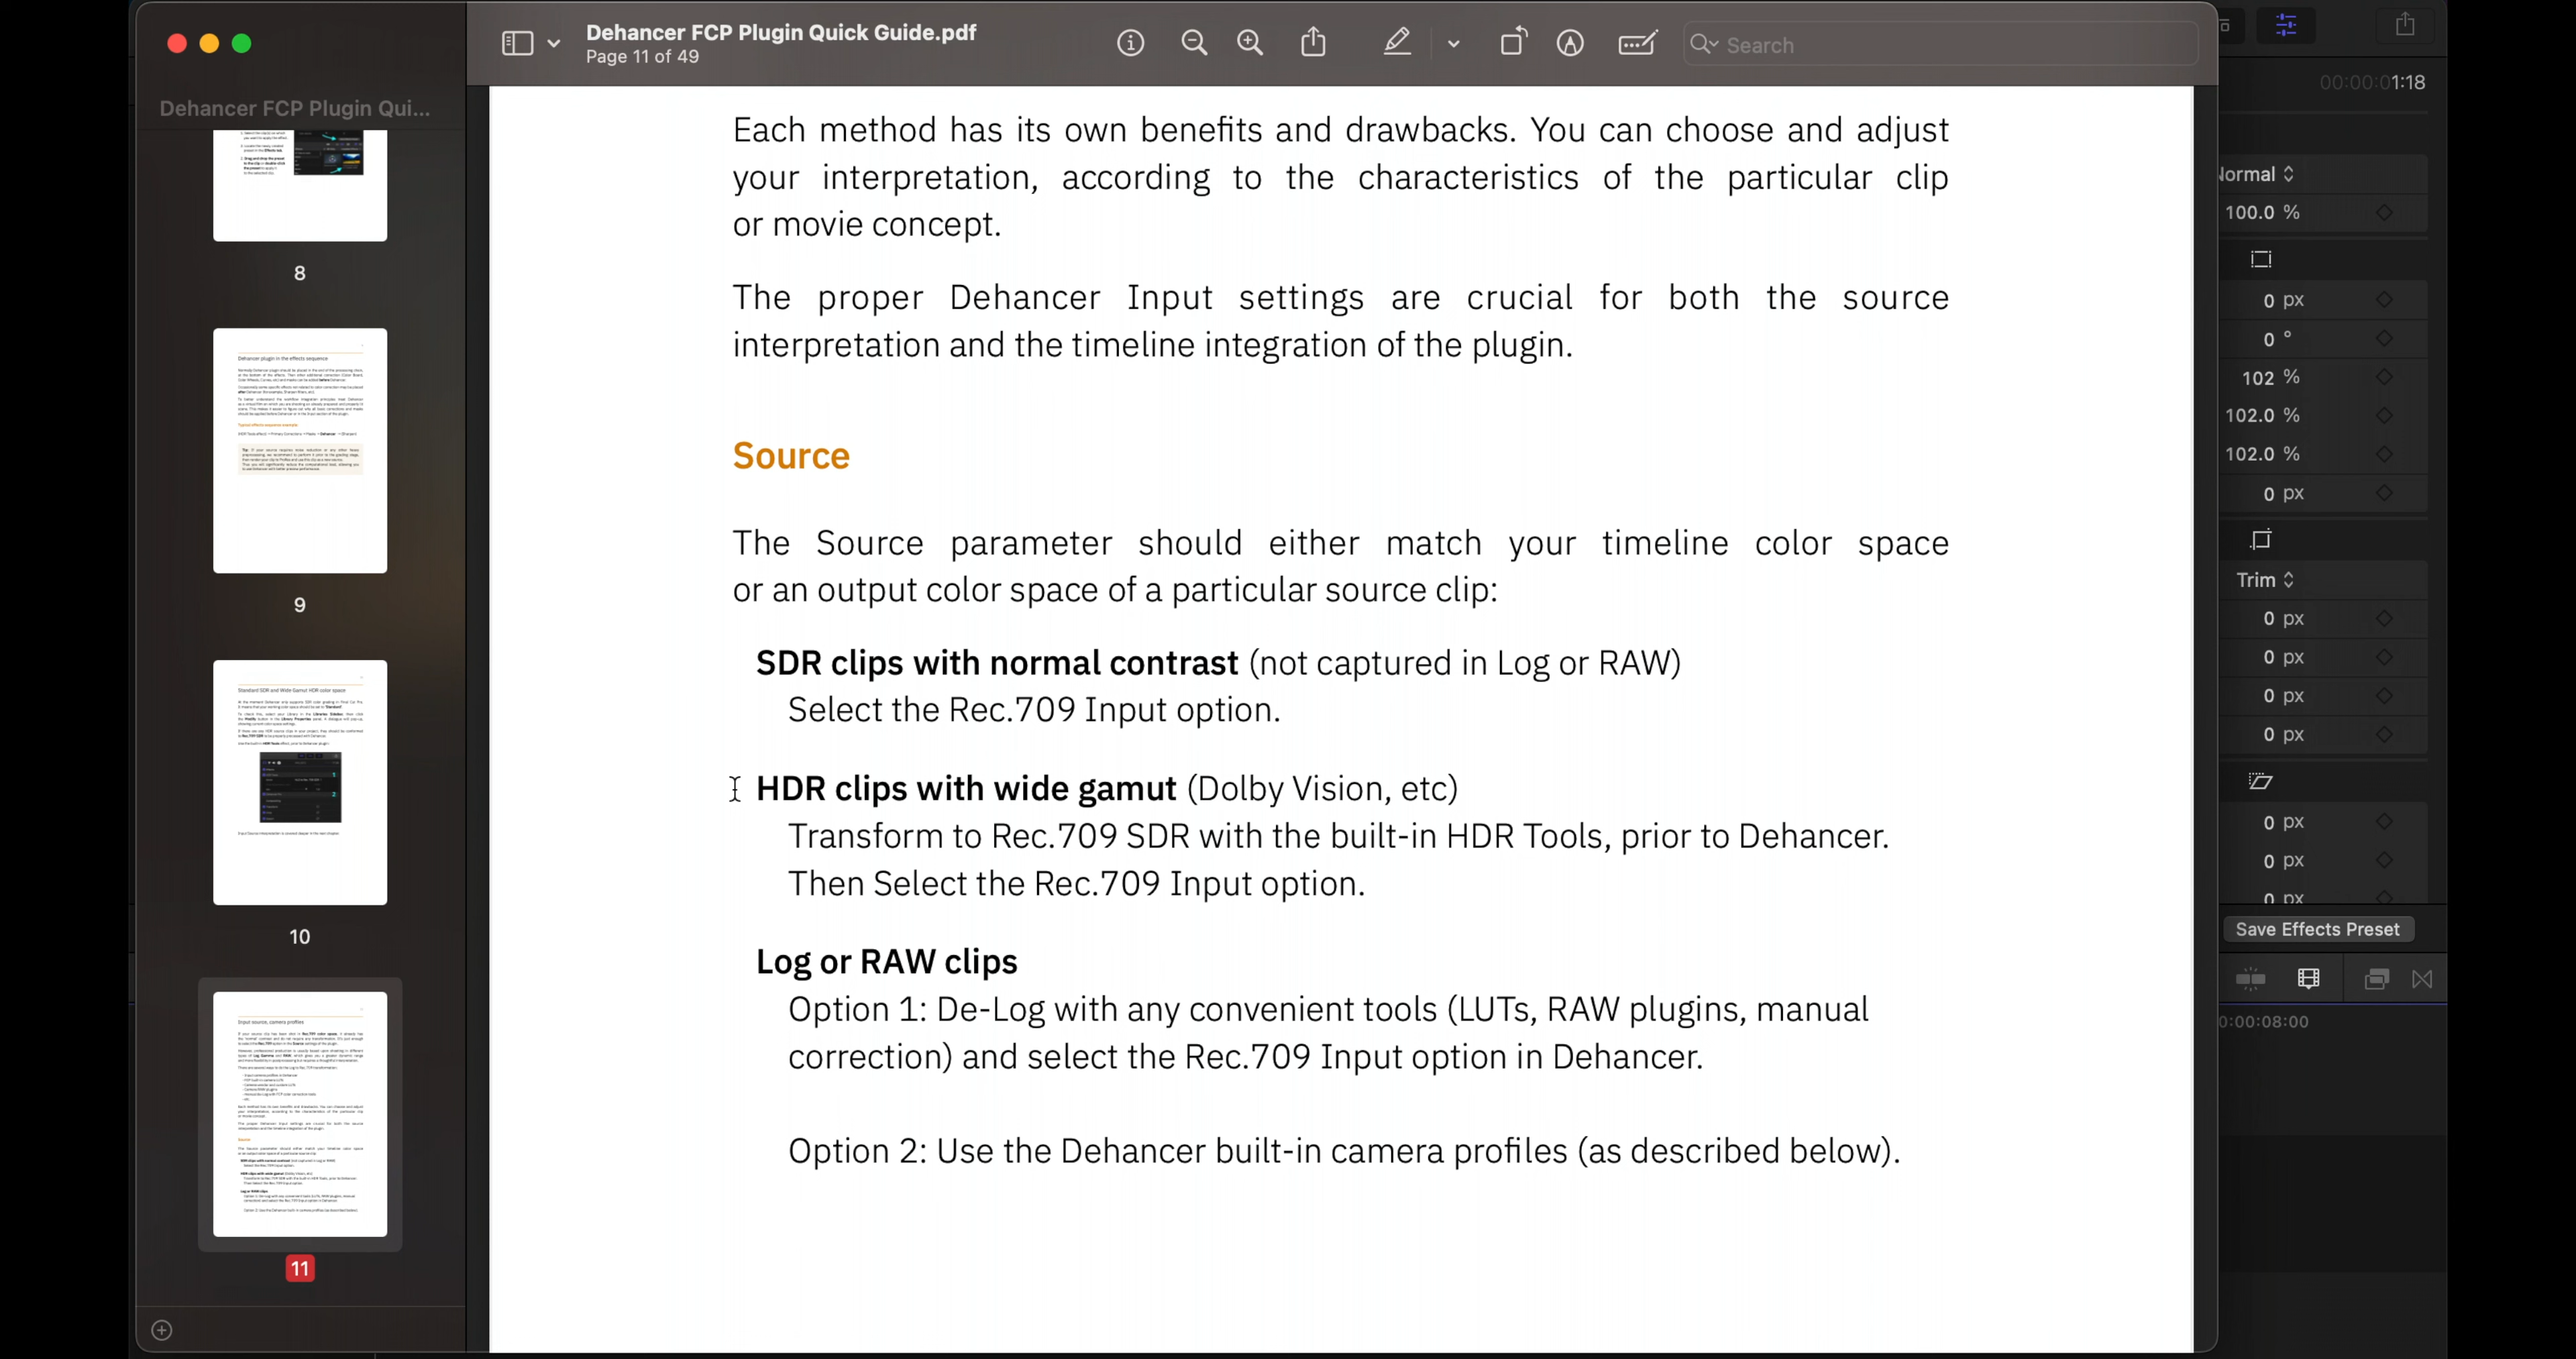 Dehancer FCP Plugin Quick Guide.pdf
Page 11 of 49
Search
Dehancer FCP Plugin Qui...
8
9
10
11
Each method has its own benefits and drawbacks. You can choose and adjust
your interpretation, according to the characteristics of the particular clip
or movie concept.
The proper Dehancer Input settings are crucial for both the source
interpretation and the timeline integration of the plugin.
Source
The Source parameter should either match your timeline color space
or an output color space of a particular source clip:
SDR clips with normal contrast (not captured in Log or RAW)
Select the Rec.709 Input option.
HDR clips with wide gamut (Dolby Vision, etc)
Transform to Rec.709 SDR with the built-in HDR Tools, prior to Dehancer.
Then Select the Rec.709 Input option.
Log or RAW clips
Option 1: De-Log with any convenient tools (LUTs, RAW plugins, manual
correction) and select the Rec.709 Input option in Dehancer.
Option 2: Use the Dehancer built-in camera profiles (as described below).
00:00:01:18
Normal
100.0 %
0 px
0 °
102 %
102.0 %
102.0 %
0 px
Trim
0 px
0 px
0 px
0 px
0 px
0 px
0 px
Save Effects Preset
0:00:08:00